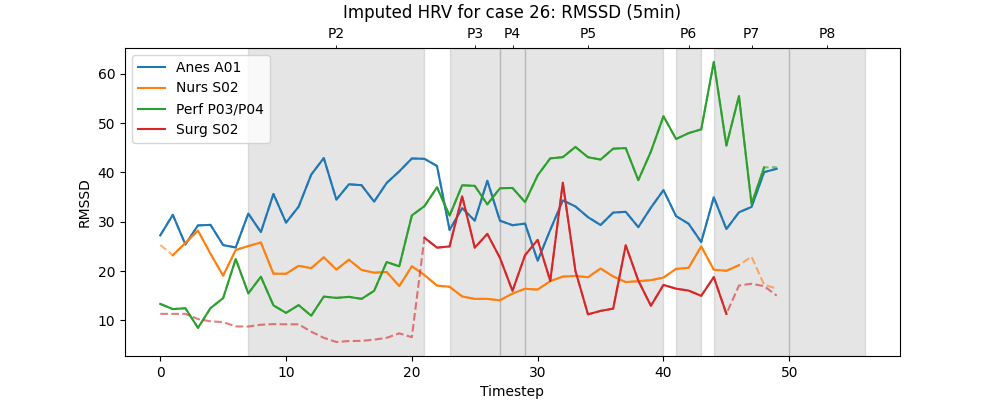 Imputed HRV for case 26: RMSSD (5min)
P2 P3 P4 P5 P6 P7 P8
Anes A01
Nurs S02
Perf P03/P04
Surg S02
60
50
40
30
20
10
RMSSD
0 10 20 30 40 50
Timestep